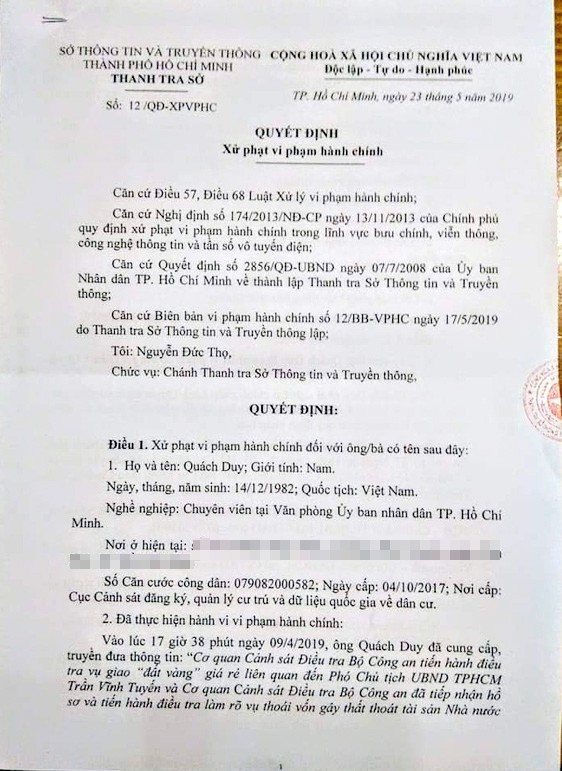 SỞ THÔNG TIN VÀ TRUYỀN THÔNG
THÀNH PHỐ HỒ CHÍ MINH
THANH TRA SỞ
Số: 12 /QĐ-XPVPHC
CỘNG HOÀ XÃ HỘI CHỦ NGHĨA VIỆT NAM
Độc lập - Tự do - Hạnh phúc
TP. Hồ Chí Minh, ngày 23 tháng 5 năm 2019
QUYẾT ĐỊNH
Xử phạt vi phạm hành chính
Căn cứ Điều 57, Điều 68 Luật Xử lý vi phạm hành chính;
Căn cứ Nghị định số 174/2013/NĐ-CP ngày 13/11/2013 của Chính phủ
quy định xử phạt vi phạm hành chính trong lĩnh vực bưu chính, viễn thông,
công nghệ thông tin và tần số vô tuyến điện;
Căn cứ Quyết định số 2856/QĐ-UBND ngày 07/7/2008 của Ủy ban
Nhân dân TP. Hồ Chí Minh về thành lập Thanh tra Sở Thông tin và Truyền
thông;
Căn cứ Biên bản vi phạm hành chính số 12/BB-VPHC ngày 17/5/2019
do Thanh tra Sở Thông tin và Truyền thông lập;
Tôi: Nguyễn Đức Thọ,
Chức vụ: Chánh Thanh tra Sở Thông tin và Truyền thông,
QUYẾT ĐỊNH:
Điều 1. Xử phạt vi phạm hành chính đối với ông/bà có tên sau đây:
1. Họ và tên: Quách Duy; Giới tính: Nam.
Ngày, tháng, năm sinh: 14/12/1982; Quốc tịch: Việt Nam.
Nghề nghiệp: Chuyên viên tại Văn phòng Ủy ban nhân dân TP. Hồ Chí
Minh.
Nơi ở hiện tại:
Số Căn cước công dân: 079082000582; Ngày cấp: 04/10/2017; Nơi cấp:
Cục Cảnh sát đăng ký, quản lý cư trú và dữ liệu quốc gia về dân cư.
2. Đã thực hiện hành vi vi phạm hành chính:
Vào lúc 17 giờ 38 phút ngày 09/4/2019, ông Quách Duy đã cung cấp,
truyền đưa thông tin: "Cơ quan Cảnh sát Điều tra Bộ Công an tiến hành điều
tra vụ giao "đất vàng" giá rẻ liên quan đến Phó Chủ tịch UBND TPHCM
Trần Vĩnh Tuyến và Cơ quan Cảnh sát Điều tra Bộ Công an đã tiếp nhận hồ
sơ và tiến hành điều tra làm rõ vụ thoái vốn gây thất thoát tài sản Nhà nước